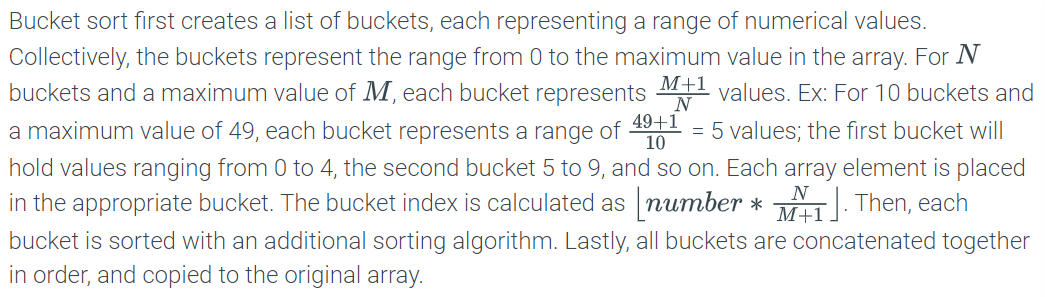 Bucket sort first creates a list of buckets, each representing a range of numerical values.
Collectively, the buckets represent the range from 0 to the maximum value in the array. For N
buckets and a maximum value of M, each bucket represents \frac{M+1}{N} values. Ex: For 10 buckets and
a maximum value of 49, each bucket represents a range of \frac{49+1}{10} = 5 values; the first bucket will
hold values ranging from 0 to 4, the second bucket 5 to 9, and so on. Each array element is placed
in the appropriate bucket. The bucket index is calculated as ⌊number * \frac{N}{M+1}⌋. Then, each
bucket is sorted with an additional sorting algorithm. Lastly, all buckets are concatenated together
in order, and copied to the original array.